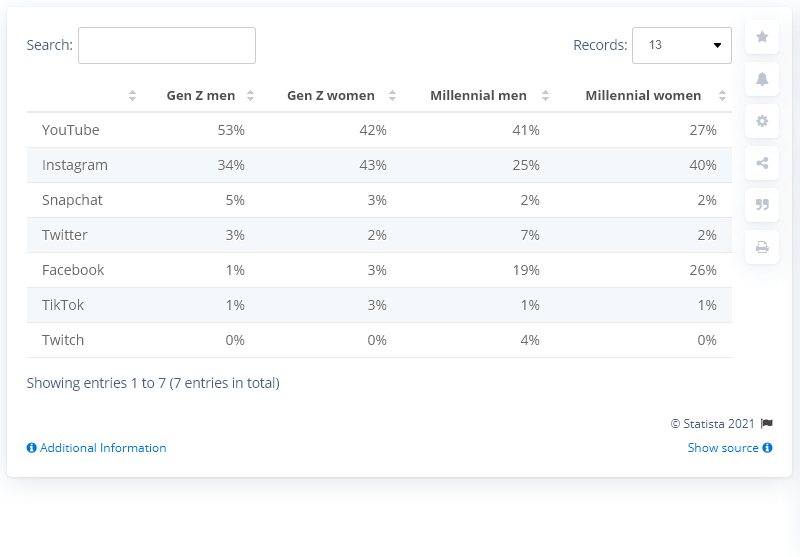 Search:
Records: 13
Gen Z men Gen Z women Millennial men Millennial women
YouTube 53% 42% 41% 27%
Instagram 34% 43% 25% 40%
Snapchat 5% 3% 2% 2%
Twitter 3% 2% 7% 2%
Facebook 1% 3% 19% 26%
TikTok 1% 3% 1% 1%
Twitch 0% 0% 4% 0%
Showing entries 1 to 7 (7 entries in total)
© Statista 2021
Additional Information
Show source